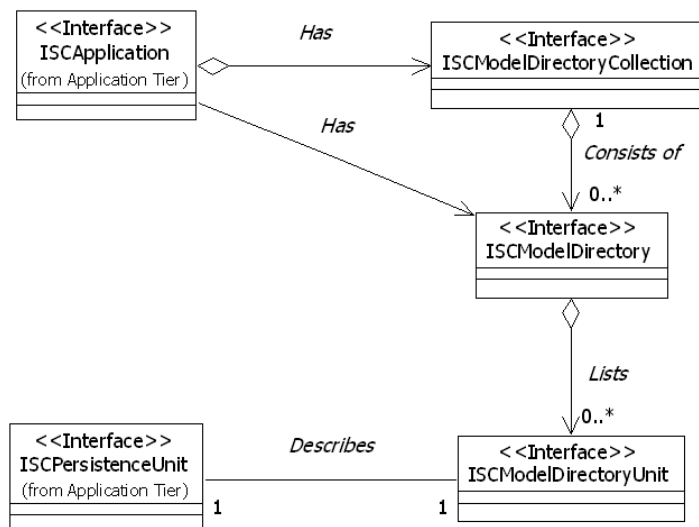 <<Interface>>
ISCApplication
(from Application Tier)
Has
<<Interface>>
ISCModelDirectoryCollection
Has
1
Consists of
0..*
<<Interface>>
ISCModelDirectory
Lists
0..*
<<Interface>>
ISCPersistenceUnit
(from Application Tier)
1
Describes
1
<<Interface>>
ISCModelDirectoryUnit